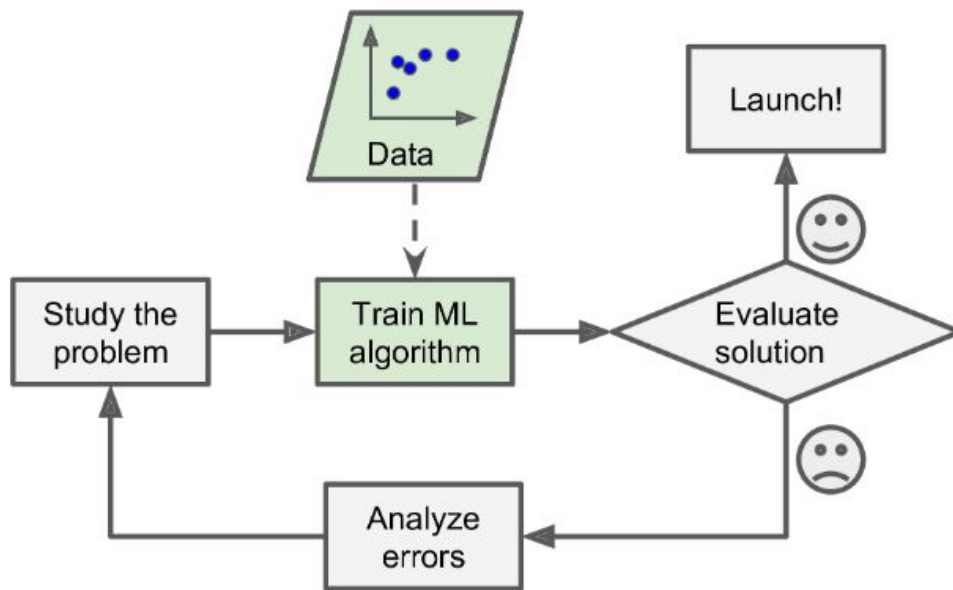 Data
Launch!
Study the
problem
Train ML
algorithm
Evaluate
solution
Analyze
errors